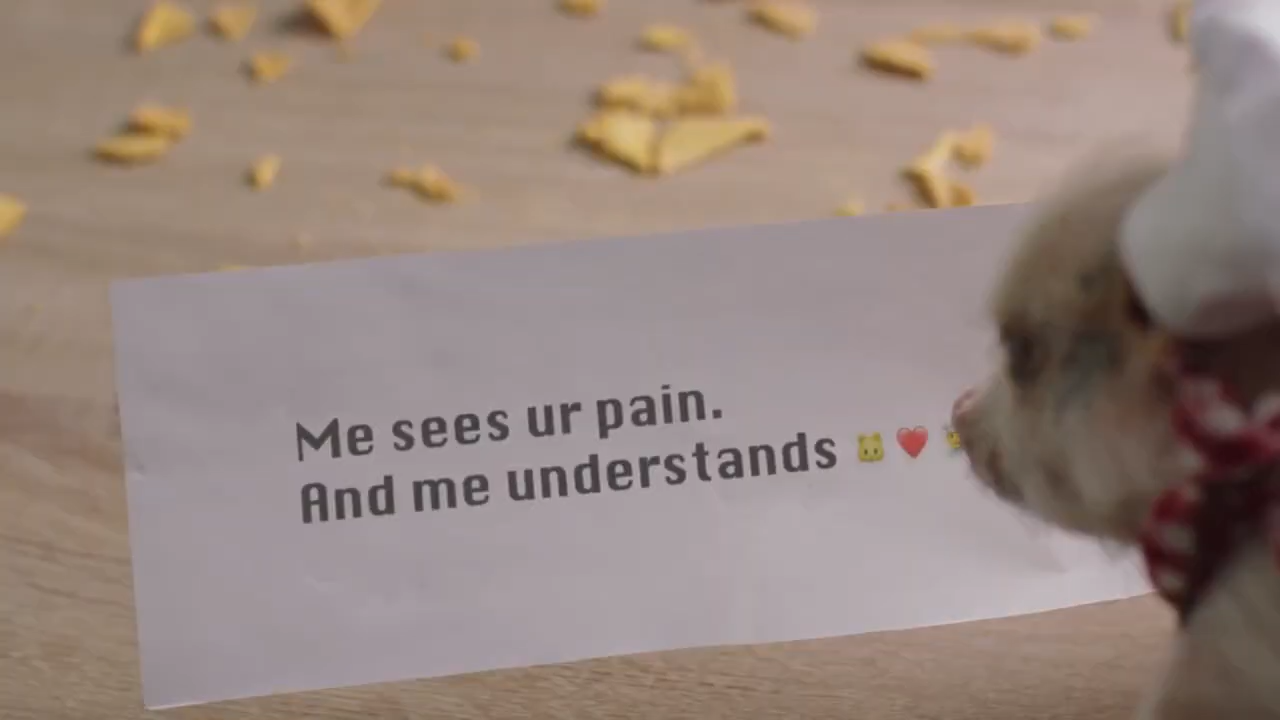 Me sees ur pain.
And me understands 🐱 ❤️